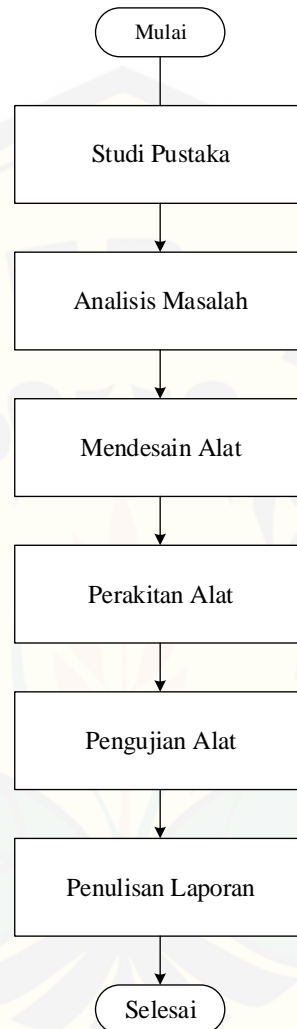 Mulai
Studi Pustaka
Analisis Masalah
Mendesain Alat
Perakitan Alat
Pengujian Alat
Penulisan Laporan
Selesai